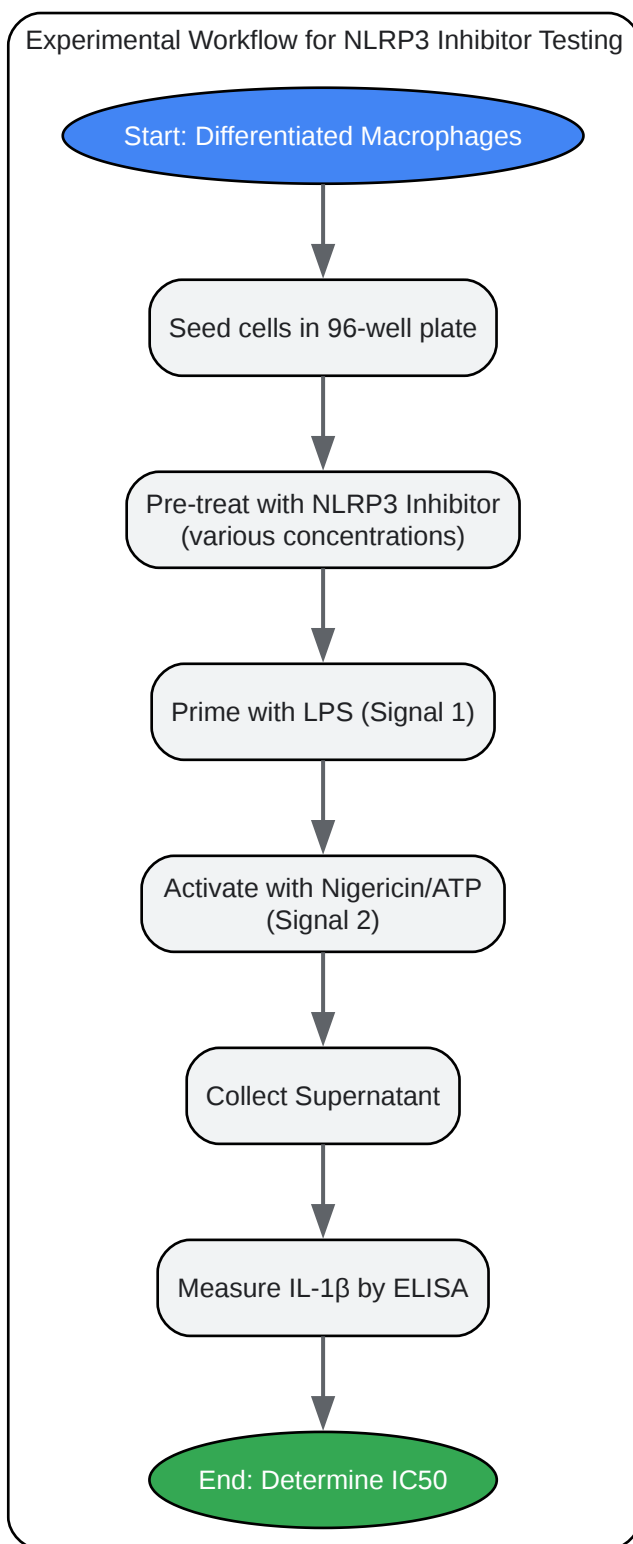 Experimental Workflow for NLRP3 Inhibitor Testing
Start: Differentiated Macrophages
Seed cells in 96-well plate
Pre-treat with NLRP3 Inhibitor
(various concentrations)
Prime with LPS (Signal 1)
Activate with Nigericin/ATP
(Signal 2)
Collect Supernatant
Measure IL-1β by ELISA
End: Determine IC50